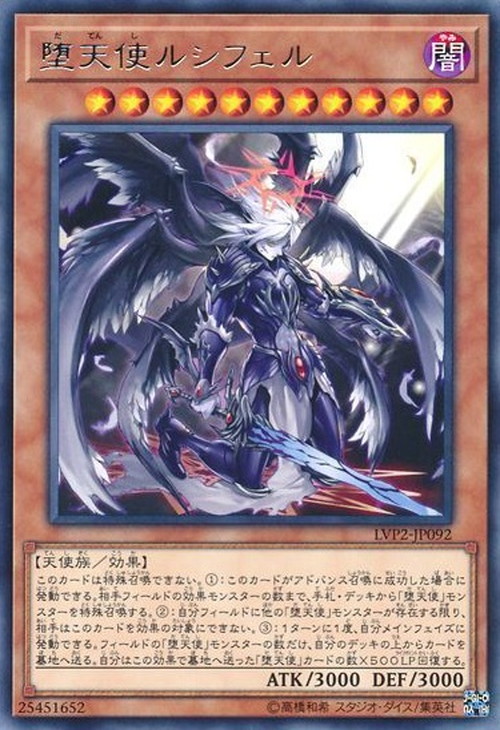 堕天使ルシフェル
闇
LVP2-JP092
【天使族／効果】
このカードは特殊召喚できない。①:このカードがアドバンス召喚に成功した場合に
発動できる。相手フィールドの効果モンスターの数まで、手札・デッキから「堕天使」モン
スターを特殊召喚する。②:自分フィールドに他の「堕天使」モンスターが存在する限り、
相手はこのカードを効果の対象にできない。③:1ターンに1度、自分メインフェイズに
発動できる。フィールドの「堕天使」モンスターの数だけ、自分のデッキの上からカードを
墓地へ送る。自分はこの効果で墓地へ送った「堕天使」カードの数×500LP回復する。
ATK/3000 DEF/3000
25451652
©高橋和希 スタジオ・ダイス/集英社